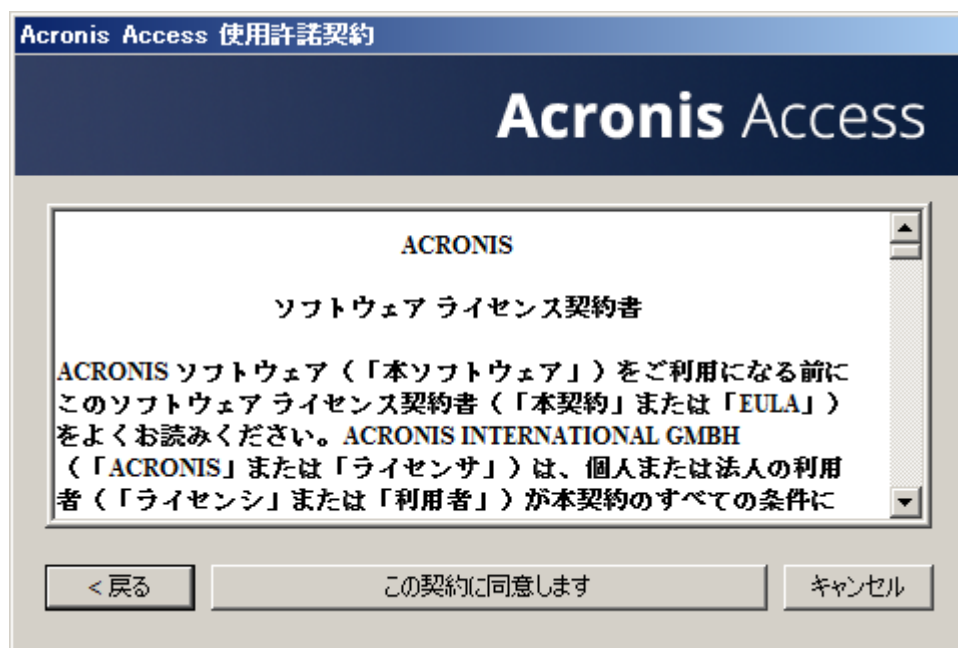 Acronis Access 使用許諾契約
Acronis Access
ACRONIS
ソフトウェア ライセンス契約書
ACRONIS ソフトウェア（「本ソフトウェア」）をご利用になる前に
このソフトウェア ライセンス契約書（「本契約」または「EULA」）
をよくお読みください。ACRONIS INTERNATIONAL GMBH
（「ACRONIS」または「ライセンサ」）は、個人または法人の利用
者（「ライセンシ」または「利用者」）が本契約のすべての条件に
< 戻る
この契約に同意します
キャンセル